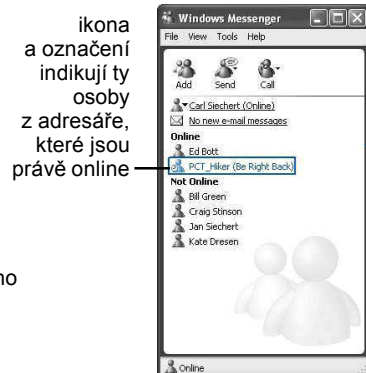 ikona
a označení
indikují ty
osoby
z adresáře,
které jsou
právě online
no
Windows Messenger
File View Tools Help
Add Send Call
Carl Siechert (Online)
No new e-mail messages
Online
Ed Bott
PCT_Hiker (Be Right Back)
Not Online
Bill Green
Craig Stinson
Jan Siechert
Kate Dresen
Online